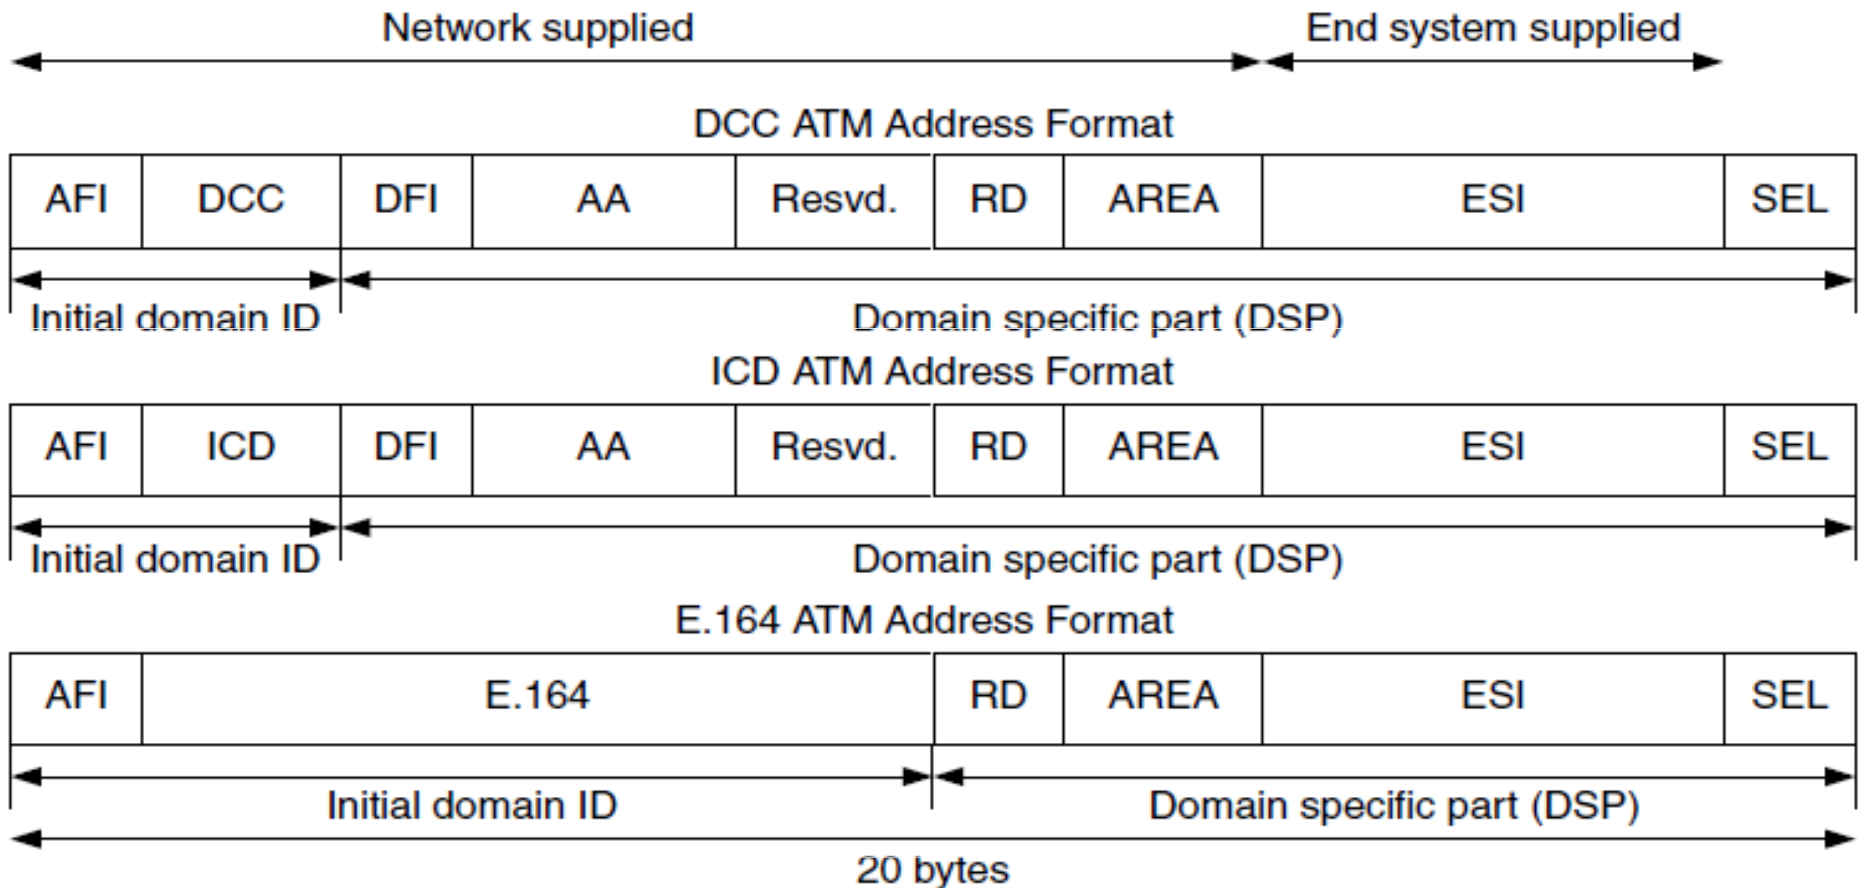 Network supplied End system supplied
DCC ATM Address Format
AFI DCC DFI AA Resvd. RD AREA ESI SEL
Initial domain ID Domain specific part (DSP)
ICD ATM Address Format
AFI ICD DFI AA Resvd. RD AREA ESI SEL
Initial domain ID Domain specific part (DSP)
E.164 ATM Address Format
AFI E.164 RD AREA ESI SEL
Initial domain ID Domain specific part (DSP)
20 bytes